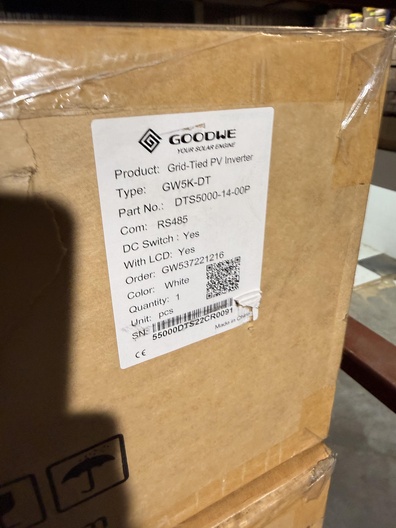 GOODWE
YOUR SOLAR ENGINE
Product: Grid-Tied PV Inverter
Type: GW5K-DT
Part No.: DTS5000-14-00P
Com: RS485
DC Switch : Yes
With LCD: Yes
Order: GW537221216
Color: White
Quantity: 1
Unit: pcs
SN: 55000DTS22CR0091
Made in China
CE